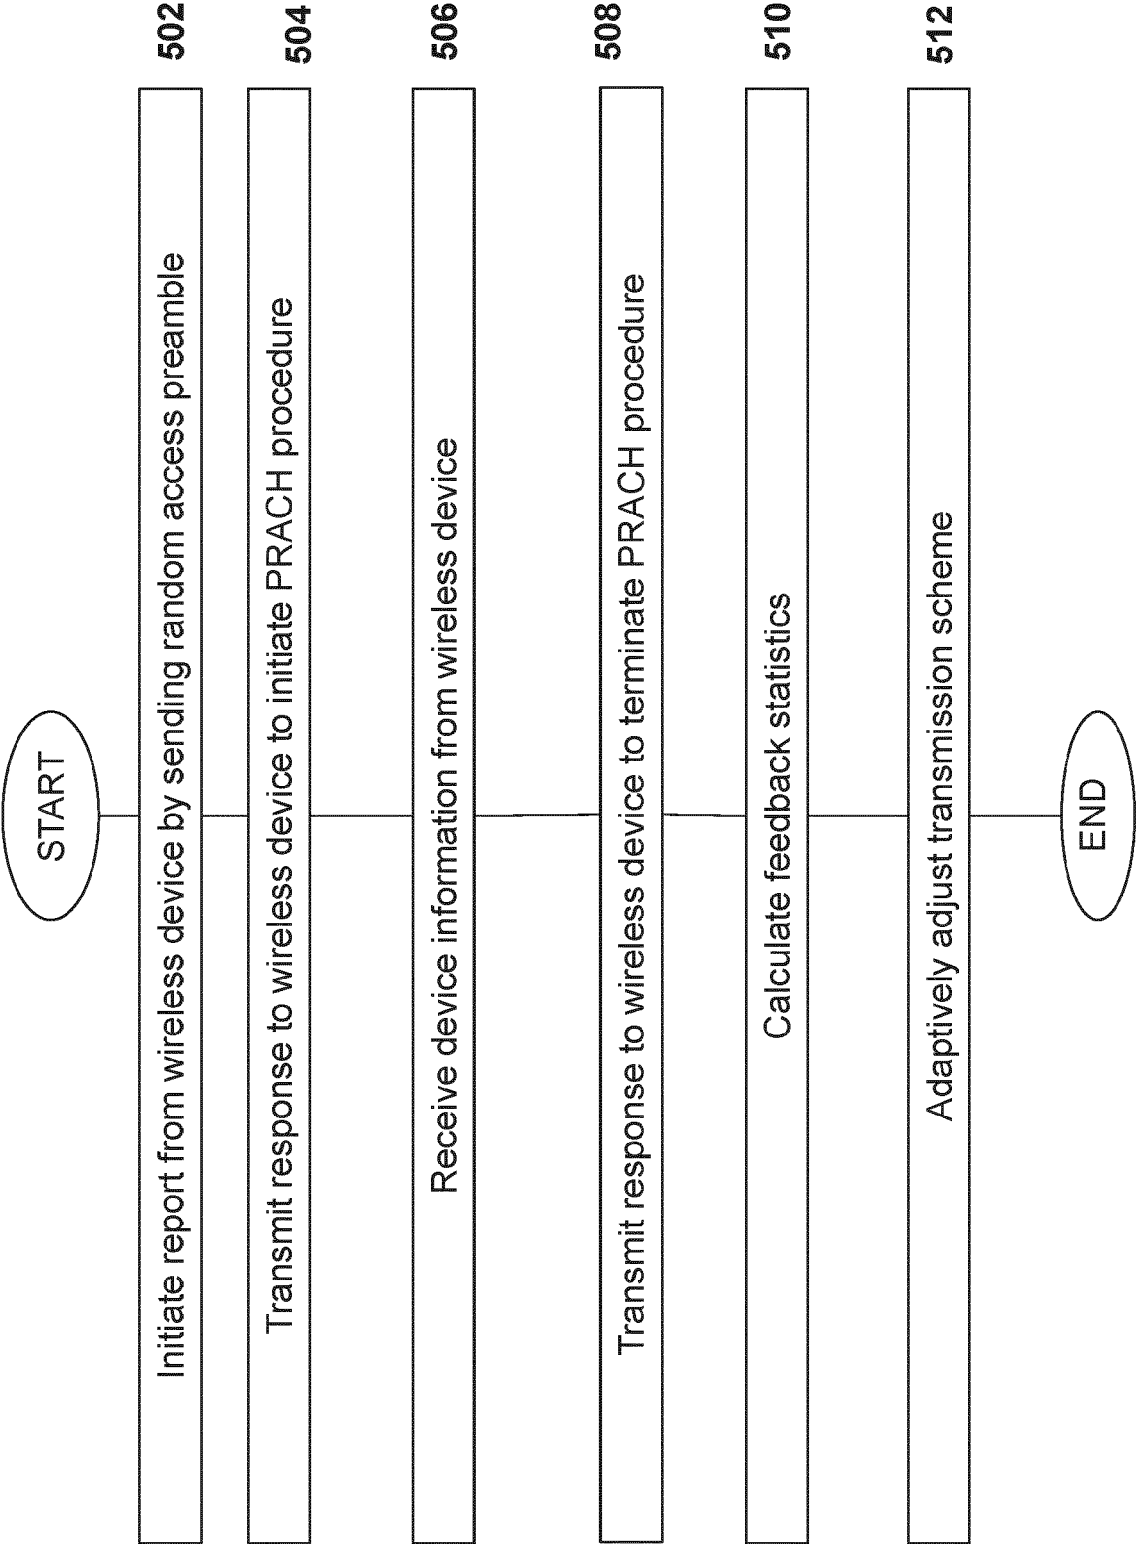 START
Initiate report from wireless device by sending random access preamble
502
Transmit response to wireless device to initiate PRACH procedure
504
Receive device information from wireless device
506
Transmit response to wireless device to terminate PRACH procedure
508
Calculate feedback statistics
510
Adaptively adjust transmission scheme
512
END